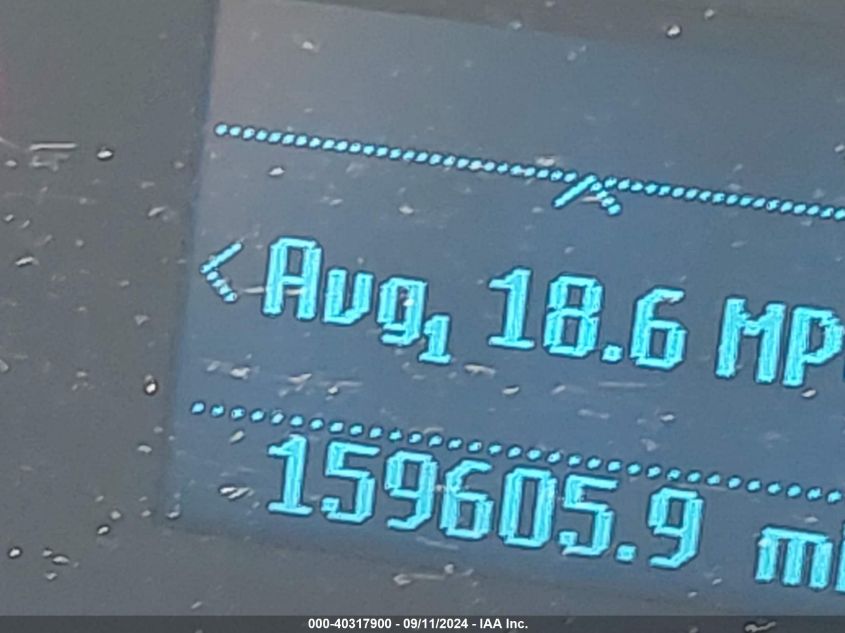 <Avg1 18.6 MP
159605.9 mi
000-40317900 - 09/11/2024 - IAA Inc.